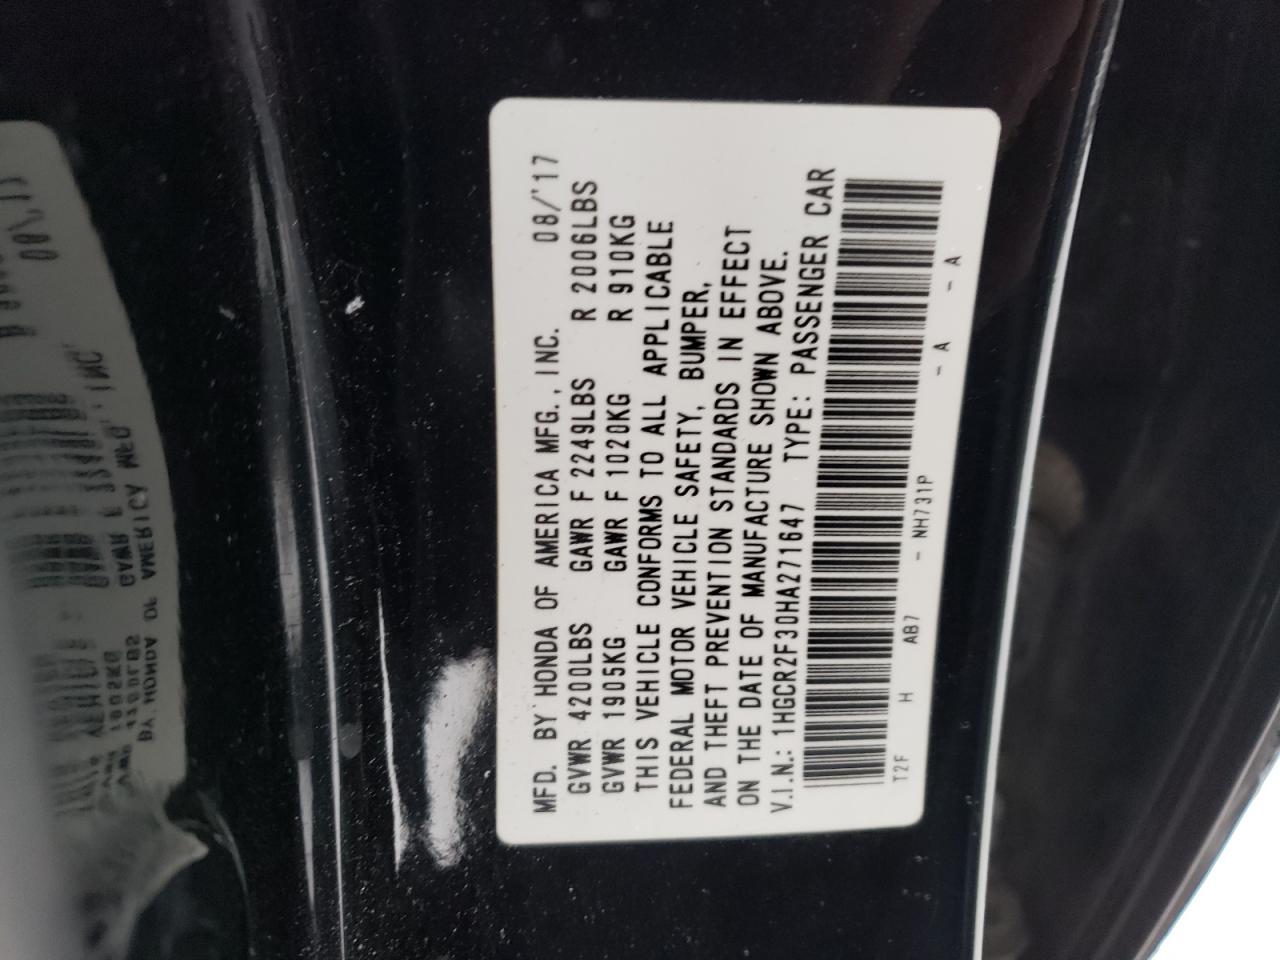 MFD. BY HONDA OF AMERICA MFG., INC. 08/'17
GVWR 4200LBS GAWR F 2249LBS R 2006LBS
GVWR 1905KG GAWR F 1020KG R 910KG
THIS VEHICLE CONFORMS TO ALL APPLICABLE
FEDERAL MOTOR VEHICLE SAFETY, BUMPER,
AND THEFT PREVENTION STANDARDS IN EFFECT
ON THE DATE OF MANUFACTURE SHOWN ABOVE.
V.I.N.: 1HGCR2F30HA271647 TYPE: PASSENGER CAR
T2F H AB7 - NH731P - A - A